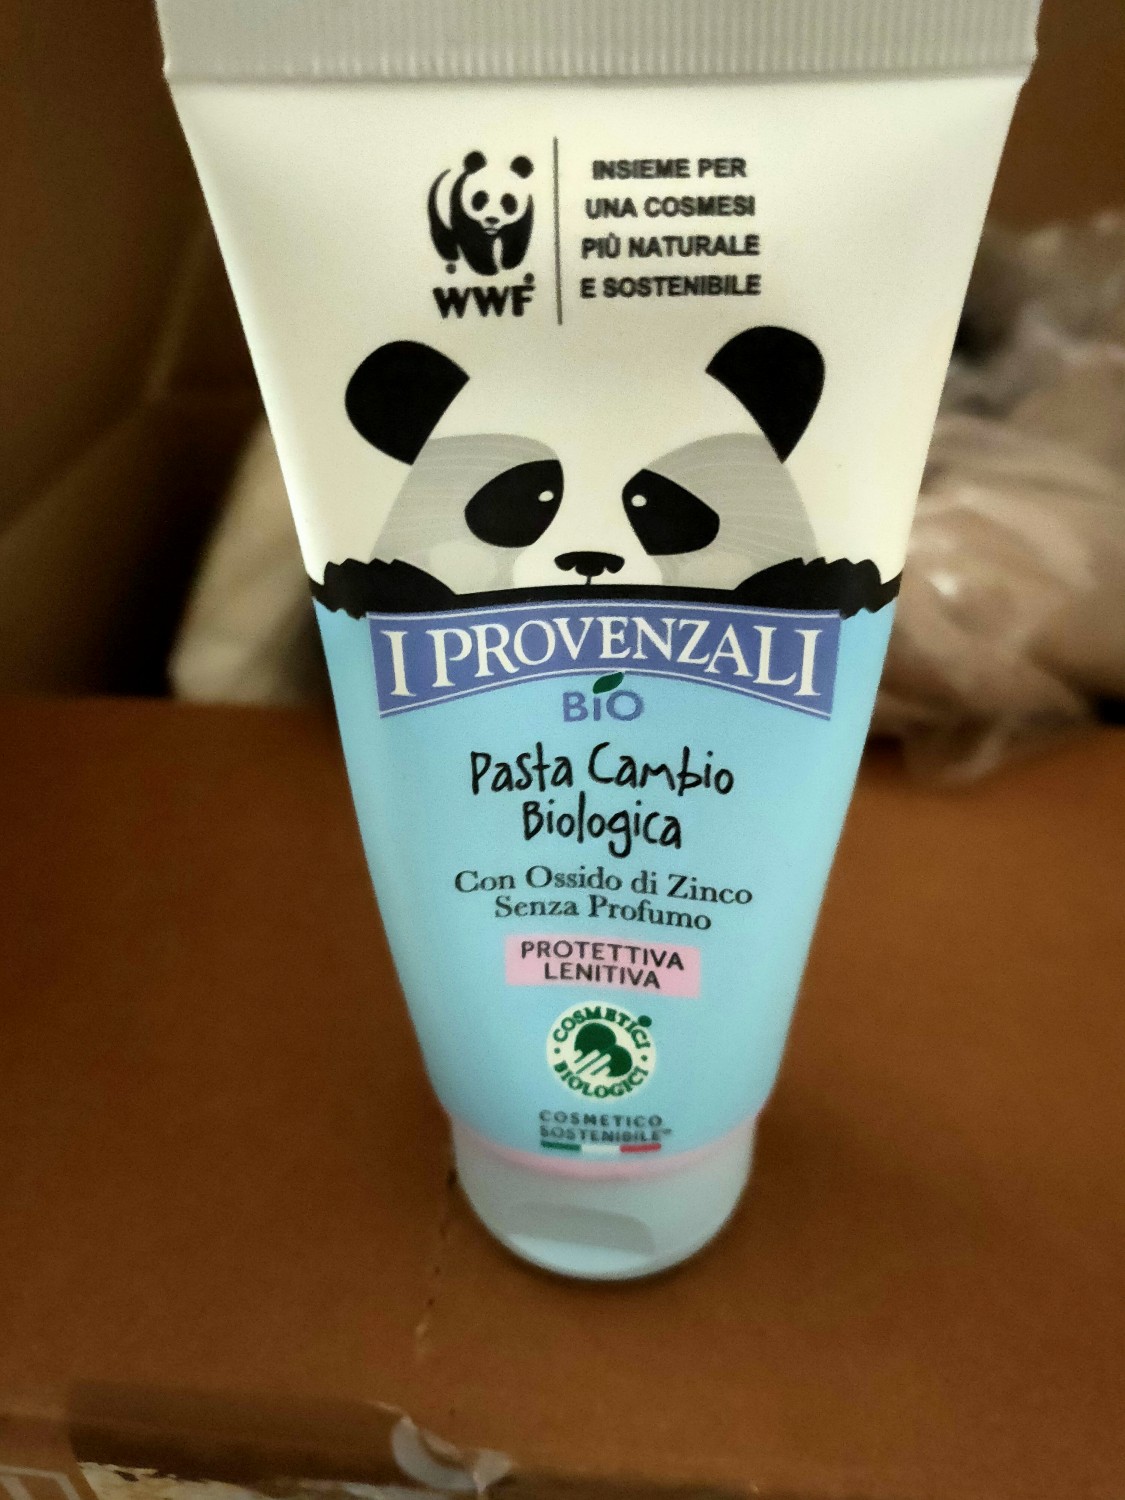 WWF
INSIEME PER
UNA COSMESI
PIÙ NATURALE
E SOSTENIBILE
I PROVENZALI
BIO
Pasta Cambio
Biologica
Con Ossido di Zinco
Senza Profumo
PROTETTIVA
LENITIVA
COSMETICI
BIOLOGICI
COSMETICO
SOSTENIBILE™